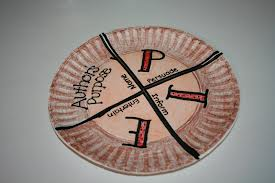 Author's
Purpose
P
Persuade
I
Inform
E
Entertain